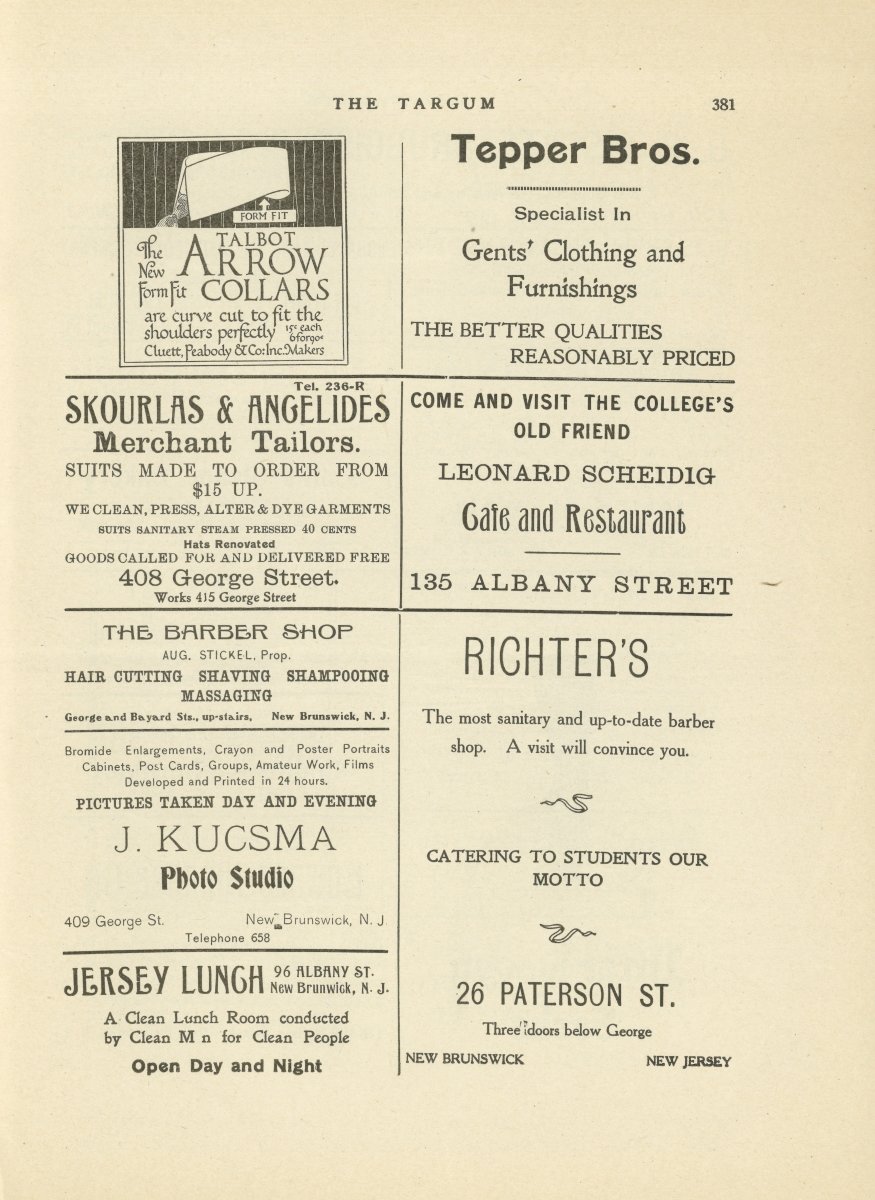 THE TARGUM 381
FORM FIT
The New Form Fit
TALBOT
ARROW
COLLARS
are curve cut to fit the
shoulders perfectly 15¢ each 6 for 90¢
Cluett, Peabody & Co: Inc. Makers
Tepper Bros.
Specialist In
Gents' Clothing and
Furnishings
THE BETTER QUALITIES
REASONABLY PRICED
Tel. 236-R
SKOURLAS & ANGELIDES
Merchant Tailors.
SUITS MADE TO ORDER FROM
$15 UP.
WE CLEAN, PRESS, ALTER & DYE GARMENTS
SUITS SANITARY STEAM PRESSED 40 CENTS
Hats Renovated
GOODS CALLED FOR AND DELIVERED FREE
408 George Street.
Works 415 George Street
COME AND VISIT THE COLLEGE'S
OLD FRIEND
LEONARD SCHEIDIG
Cafe and Restaurant
135 ALBANY STREET
THE BARBER SHOP
AUG. STICKEL, Prop.
HAIR CUTTING SHAVING SHAMPOOING
MASSAGING
George and Bayard Sts., up-stairs, New Brunswick, N. J.
Bromide Enlargements, Crayon and Poster Portraits
Cabinets, Post Cards, Groups, Amateur Work, Films
Developed and Printed in 24 hours.
PICTURES TAKEN DAY AND EVENING
J. KUCSMA
Photo Studio
409 George St. New Brunswick, N. J.
Telephone 658
JERSEY LUNCH 96 ALBANY ST.
New Brunwick, N. J.
A Clean Lunch Room conducted
by Clean M n for Clean People
Open Day and Night
RICHTER'S
The most sanitary and up-to-date barber
shop. A visit will convince you.
CATERING TO STUDENTS OUR
MOTTO
26 PATERSON ST.
Three doors below George
NEW BRUNSWICK NEW JERSEY